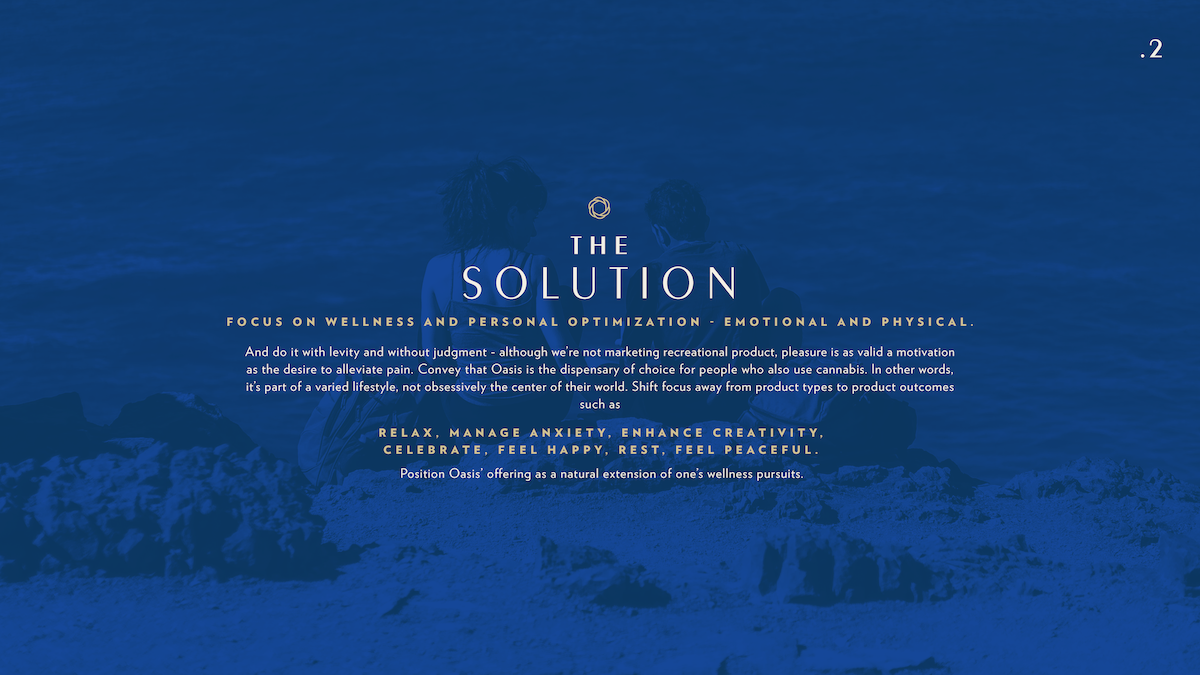 .2
THE
SOLUTION
FOCUS ON WELLNESS AND PERSONAL OPTIMIZATION - EMOTIONAL AND PHYSICAL.
And do it with levity and without judgment - although we're not marketing recreational product, pleasure is as valid a motivation
as the desire to alleviate pain. Convey that Oasis is the dispensary of choice for people who also use cannabis. In other words,
it's part of a varied lifestyle, not obsessively the center of their world. Shift focus away from product types to product outcomes
such as
RELAX, MANAGE ANXIETY, ENHANCE CREATIVITY,
CELEBRATE, FEEL HAPPY, REST, FEEL PEACEFUL.
Position Oasis' offering as a natural extension of one's wellness pursuits.